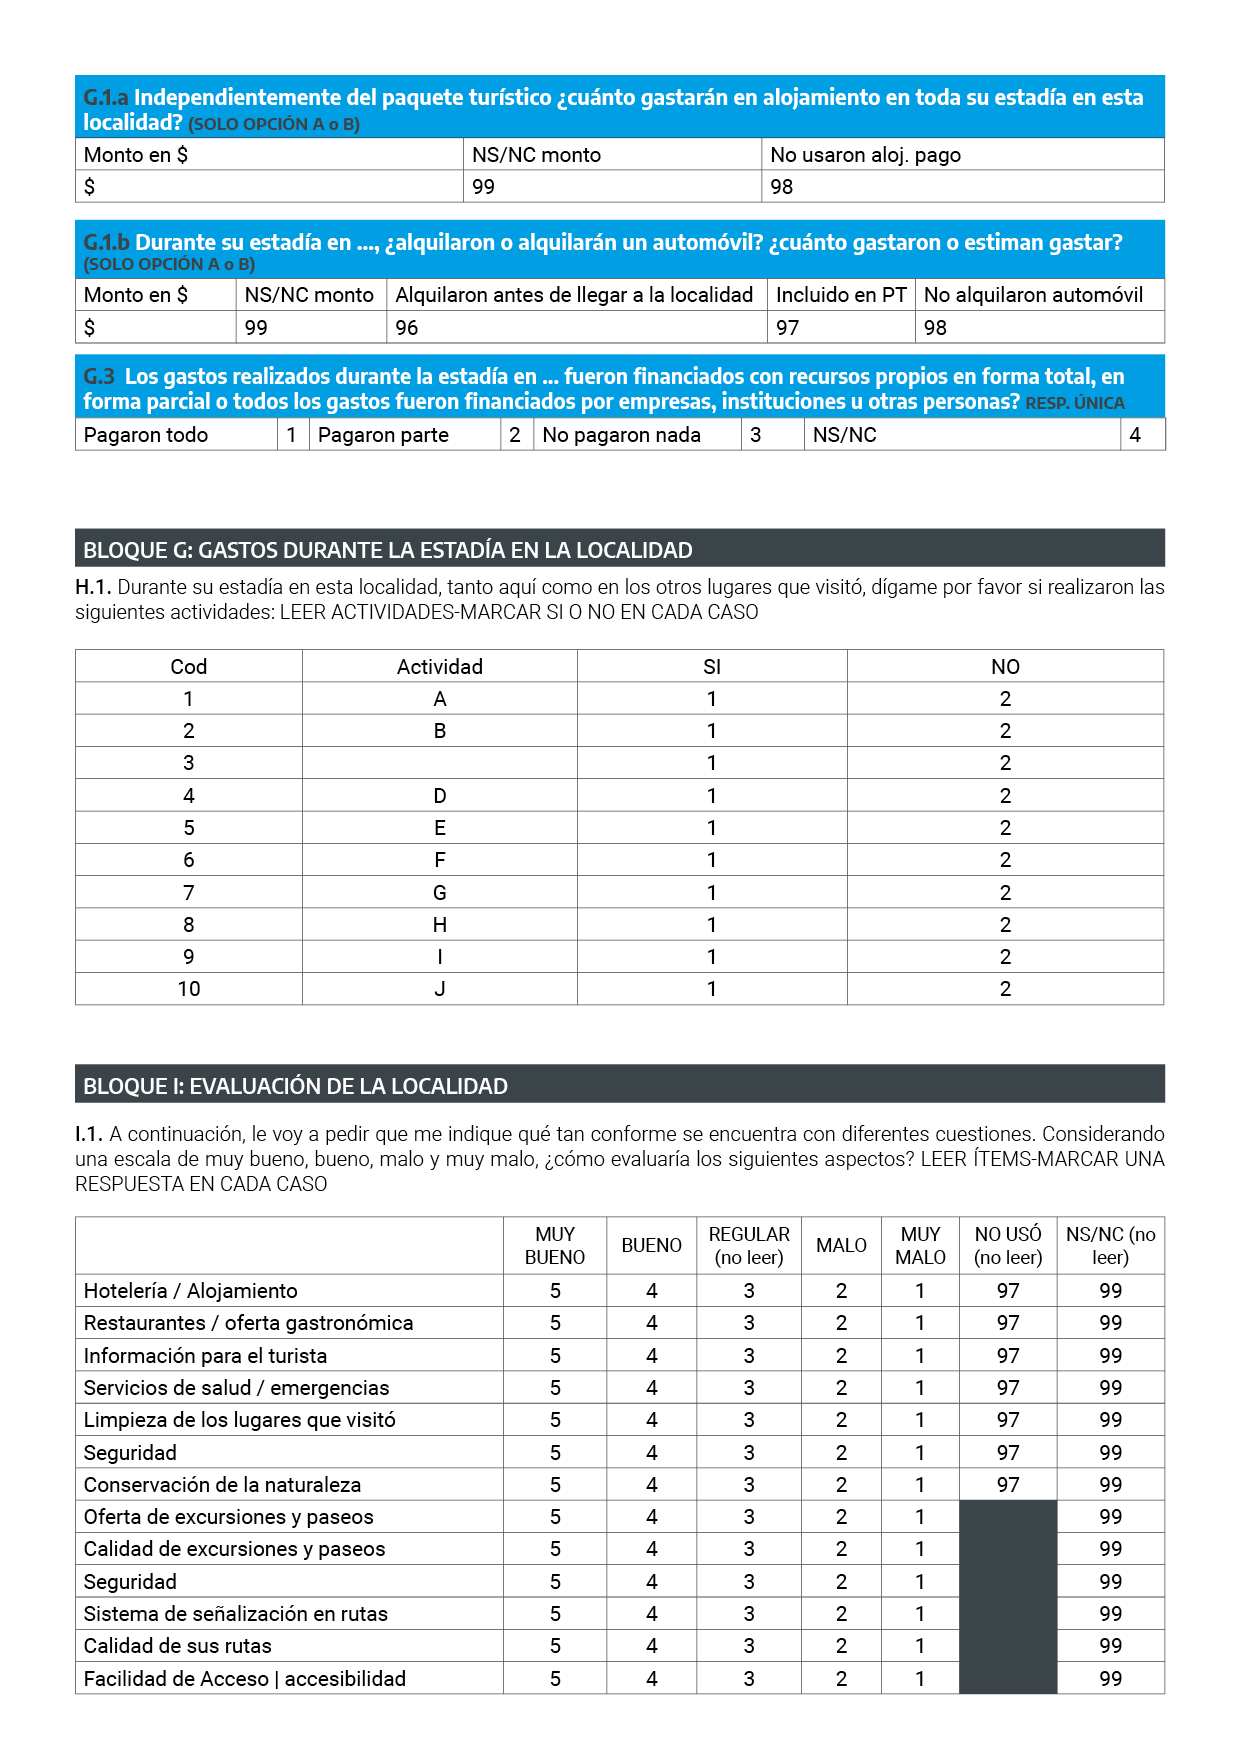 G.1.a Independientemente del paquete turístico ¿cuánto gastarán en alojamiento en toda su estadía en esta
localidad? (SOLO OPCIÓN A o B)
Monto en $ NS/NC monto No usaron aloj. pago
$ 99 98
G.1.b Durante su estadía en ..., ¿alquilaron o alquilarán un automóvil? ¿cuánto gastaron o estiman gastar?
(SOLO OPCIÓN A o B)
Monto en $ NS/NC monto Alquilaron antes de llegar a la localidad Incluido en PT No alquilaron automóvil
$ 99 96 97 98
G.3 Los gastos realizados durante la estadía en ... fueron financiados con recursos propios en forma total, en
forma parcial o todos los gastos fueron financiados por empresas, instituciones u otras personas? RESP. ÚNICA
Pagaron todo 1 Pagaron parte 2 No pagaron nada 3 NS/NC 4
BLOQUE G: GASTOS DURANTE LA ESTADÍA EN LA LOCALIDAD
H.1. Durante su estadía en esta localidad, tanto aquí como en los otros lugares que visitó, dígame por favor si realizaron las
siguientes actividades: LEER ACTIVIDADES-MARCAR SI O NO EN CADA CASO
Cod Actividad SI NO
1 A 1 2
2 B 1 2
3 1 2
4 D 1 2
5 E 1 2
6 F 1 2
7 G 1 2
8 H 1 2
9 I 1 2
10 J 1 2
BLOQUE I: EVALUACIÓN DE LA LOCALIDAD
I.1. A continuación, le voy a pedir que me indique qué tan conforme se encuentra con diferentes cuestiones. Considerando
una escala de muy bueno, bueno, malo y muy malo, ¿cómo evaluaría los siguientes aspectos? LEER ÍTEMS-MARCAR UNA
RESPUESTA EN CADA CASO
MUY BUENO BUENO REGULAR (no leer) MALO MUY MALO NO USÓ (no leer) NS/NC (no leer)
Hotelería / Alojamiento 5 4 3 2 1 97 99
Restaurantes / oferta gastronómica 5 4 3 2 1 97 99
Información para el turista 5 4 3 2 1 97 99
Servicios de salud / emergencias 5 4 3 2 1 97 99
Limpieza de los lugares que visitó 5 4 3 2 1 97 99
Seguridad 5 4 3 2 1 97 99
Conservación de la naturaleza 5 4 3 2 1 97 99
Oferta de excursiones y paseos 5 4 3 2 1 99
Calidad de excursiones y paseos 5 4 3 2 1 99
Seguridad 5 4 3 2 1 99
Sistema de señalización en rutas 5 4 3 2 1 99
Calidad de sus rutas 5 4 3 2 1 99
Facilidad de Acceso | accesibilidad 5 4 3 2 1 99